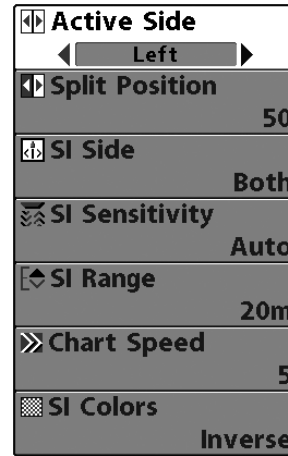 Active Side
Left
Split Position
50
SI Side
Both
SI Sensitivity
Auto
SI Range
20m
Chart Speed
5
SI Colors
Inverse